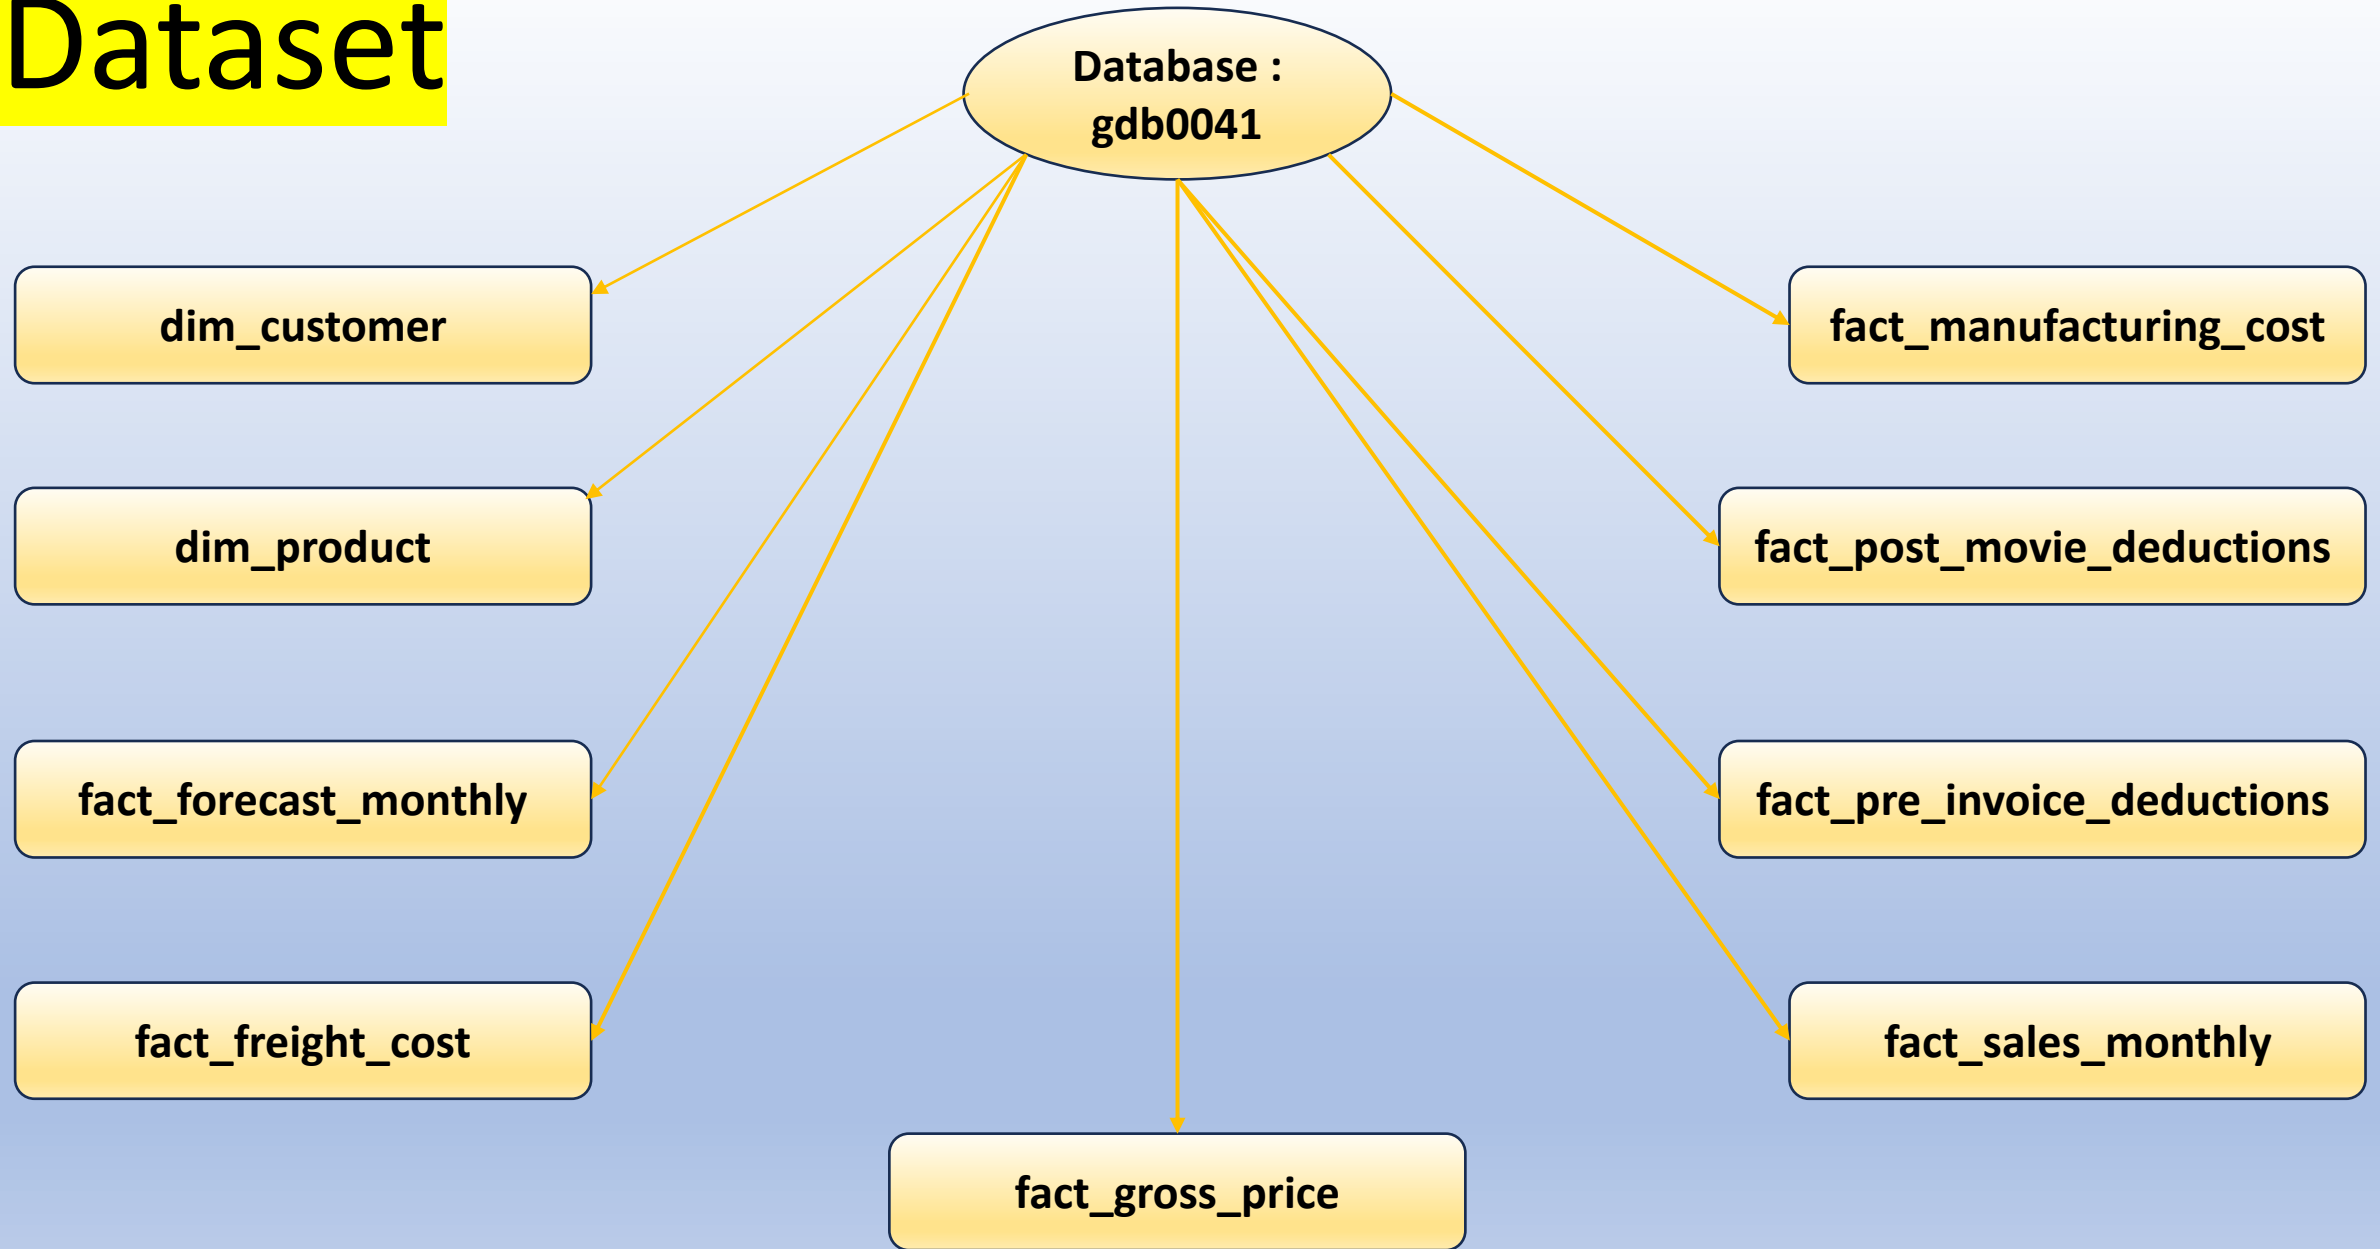 Dataset
Database :
gdb0041
dim_customer
fact_manufacturing_cost
dim_product
fact_post_movie_deductions
fact_forecast_monthly
fact_pre_invoice_deductions
fact_freight_cost
fact_sales_monthly
fact_gross_price